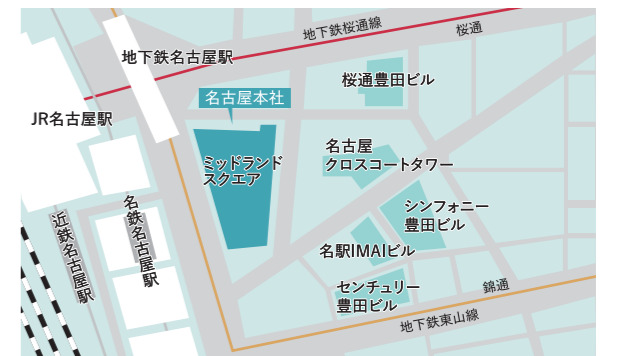 地下鉄桜通線
桜通
地下鉄名古屋駅
桜通豊田ビル
名古屋本社
JR名古屋駅
名古屋
クロスコートタワー
ミッドランド
スクエア
シンフォニー
豊田ビル
名鉄名古屋駅
近鉄名古屋駅
名駅IMAIビル
センチュリー
豊田ビル
錦通
地下鉄東山線